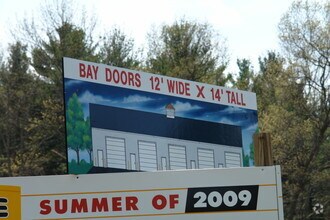 BAY DOORS 12' WIDE X 14' TALL
SUMMER OF 2009